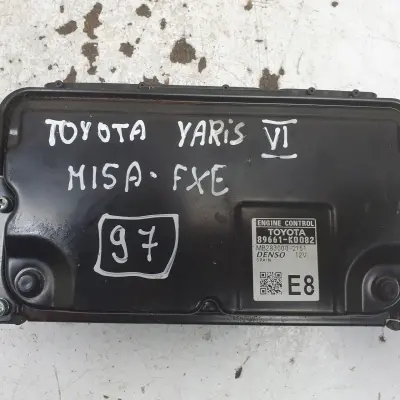 TOYOTA YARIS VI
M15A-FXE
97
ENGINE CONTROL
TOYOTA
89661-K0082
DENSO 12V
E8